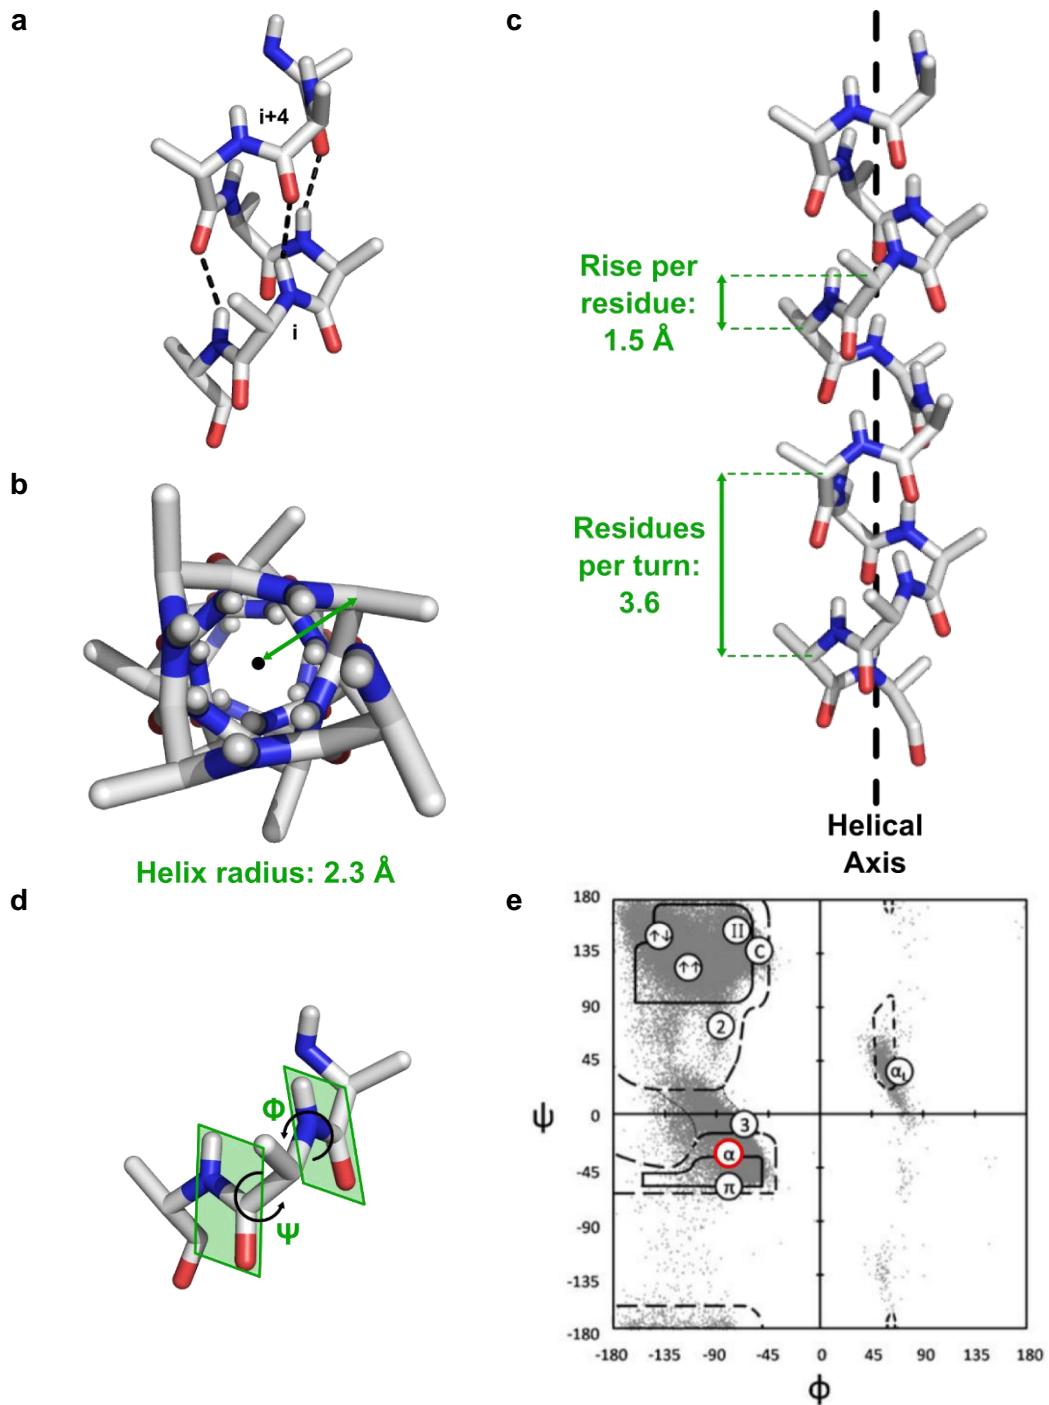 a
i+4
i
b
Helix radius: 2.3 Å
c
Rise per
residue:
1.5 Å
Residues
per turn:
3.6
Helical
Axis
d
Φ
Ψ
e
180
135
90
45
0
-45
-90
-135
-180
ψ
↑↓
II
C
↑↑
2
αL
3
α
π
-180
-135
-90
-45
0
45
90
135
180
ϕ